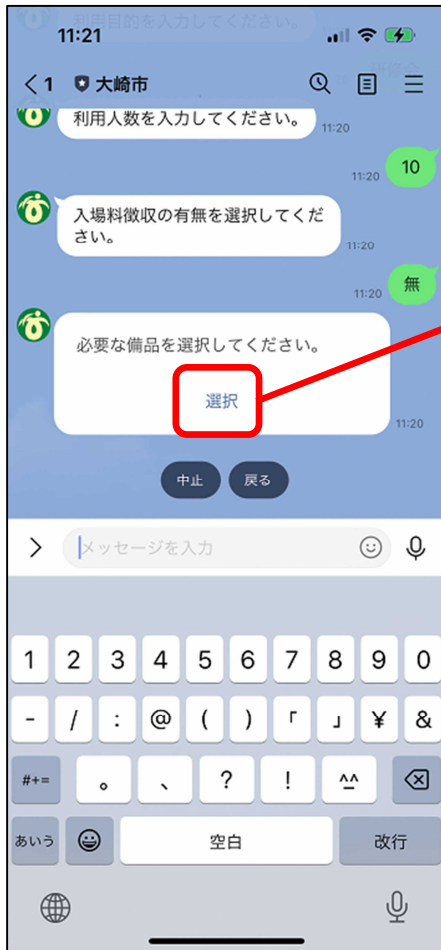 利用目的を入力してください。
11:21
研修会
< 1 大崎市
利用人数を入力してください。
11:20
11:20
10
入場料徴収の有無を選択してくだ
さい。
11:20
11:20
無
必要な備品を選択してください。
選択
11:20
中止 戻る
メッセージを入力
1 2 3 4 5 6 7 8 9 0
- / : @ ( ) 「 」 ¥ &
#+= 。 、 ? ! ^^
あいう 空白 改行